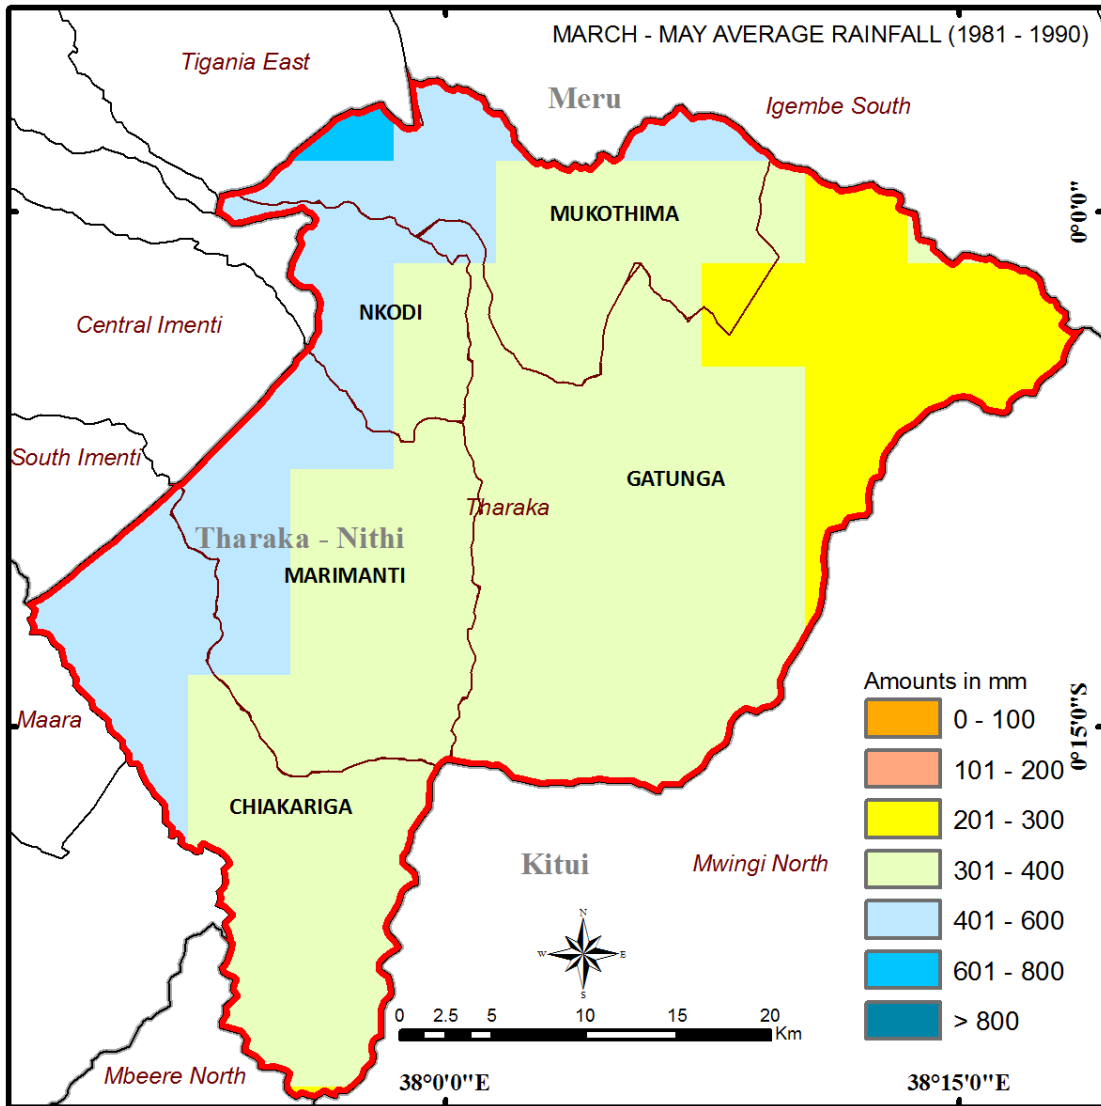 MARCH - MAY AVERAGE RAINFALL (1981 - 1990)
Tigania East
Meru
Igembe South
MUKOTHIMA
0°0'0"
NKODI
Central Imenti
South Imenti
GATUNGA
Tharaka
Tharaka - Nithi
MARIMANTI
Maara
Amounts in mm
0 - 100
101 - 200
201 - 300
301 - 400
401 - 600
601 - 800
> 800
0°15'0"S
CHIAKARIGA
Kitui
Mwingi North
N
W
E
S
0 2.5 5 10 15 20
Km
Mbeere North
38°0'0"E
38°15'0"E